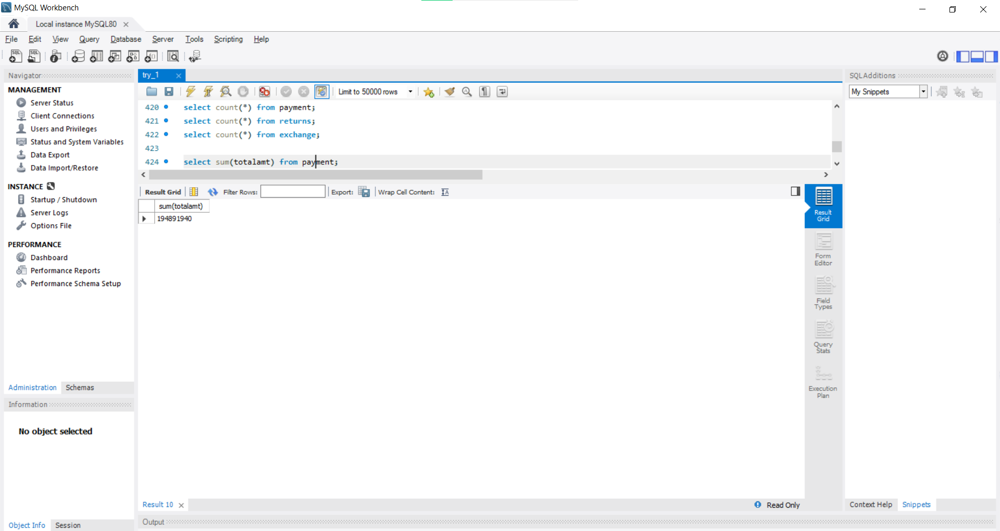 MySQL Workbench
Local instance MySQL80
File Edit View Query Database Server Tools Scripting Help
Navigator
MANAGEMENT
Server Status
Client Connections
Users and Privileges
Status and System Variables
Data Export
Data Import/Restore
INSTANCE
Startup / Shutdown
Server Logs
Options File
PERFORMANCE
Dashboard
Performance Reports
Performance Schema Setup
Administration Schemas
Information
No object selected
Object Info Session
try_1
Limit to 50000 rows
420 select count(*) from payment;
421 select count(*) from returns;
422 select count(*) from exchange;
423
424 select sum(totalamt) from payment;
Result Grid Filter Rows: Export: Wrap Cell Content:
sum(totalamt)
194891940
Result Grid
Form Editor
Field Types
Query Stats
Execution Plan
Result 10 Read Only
Output
SQLAdditions
My Snippets
Context Help Snippets